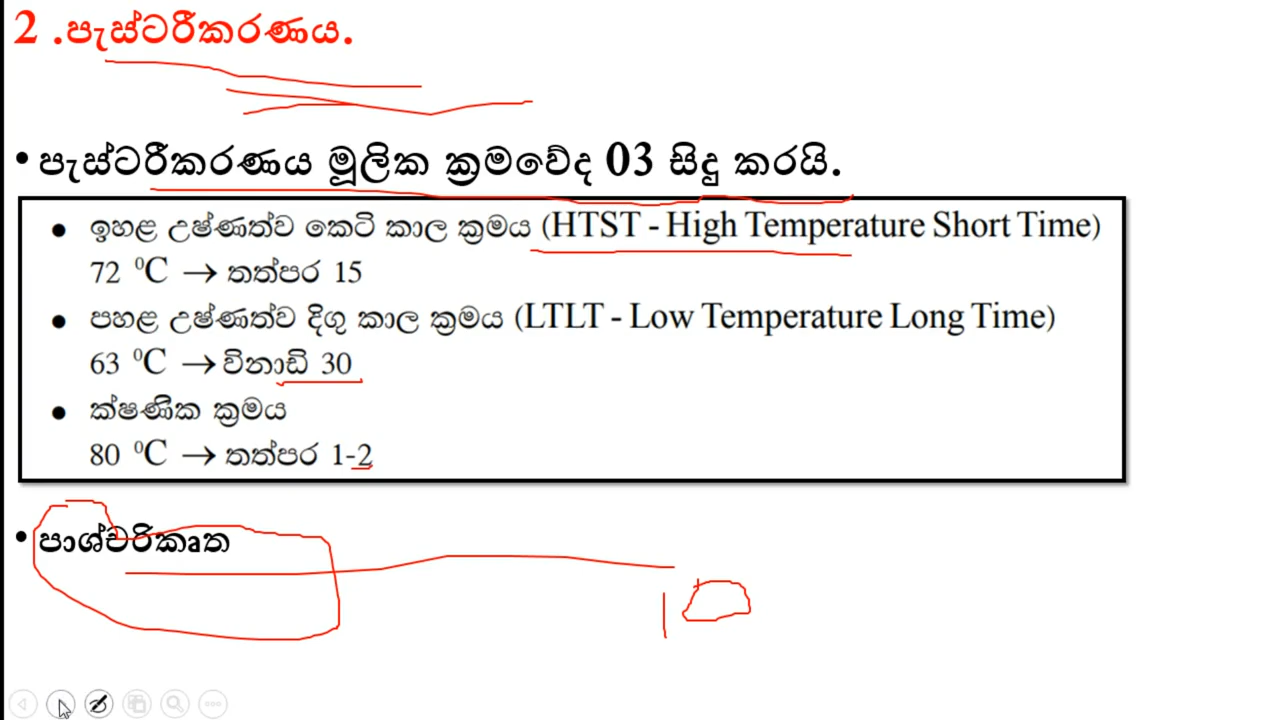 2 .පැස්ටරීකරණය.
• පැස්ටරීකරණය මූලික ක්‍රමවේද 03 සිදු කරයි.
• ඉහළ උෂ්ණත්ව කෙටි කාල ක්‍රමය (HTST - High Temperature Short Time)
72 ⁰C → තත්පර 15
• පහළ උෂ්ණත්ව දිගු කාල ක්‍රමය (LTLT - Low Temperature Long Time)
63 ⁰C → විනාඩි 30
• ක්ෂණික ක්‍රමය
80 ⁰C → තත්පර 1-2
• පාශ්චරිකෘත
10